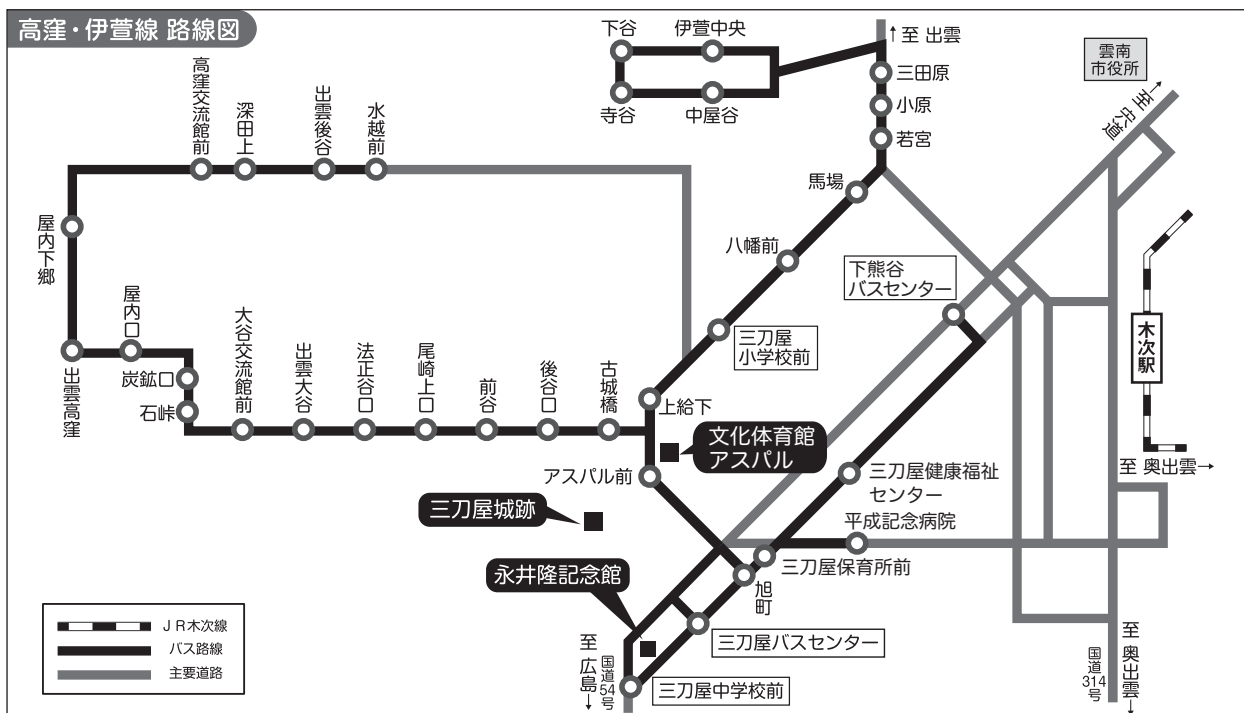 高窪・伊萱線 路線図
下谷
伊萱中央
寺谷
中屋谷
↑至 出雲
三田原
小原
若宮
馬場
八幡前
三刀屋
小学校前
雲南
市役所
至 宍道→
下熊谷
バスセンター
木次駅
至 奥出雲→
高窪交流館前
深田上
出雲後谷
水越前
屋内下郷
屋内口
出雲高窪
炭鉱口
石峠
大谷交流館前
出雲大谷
法正谷口
尾崎上口
前谷
後谷口
古城橋
上給下
文化体育館
アスパル
アスパル前
三刀屋健康福祉
センター
三刀屋城跡
平成記念病院
三刀屋保育所前
永井隆記念館
旭町
三刀屋バスセンター
三刀屋中学校前
至 広島→
国道54号
国道314号
至 奥出雲→
JR木次線
バス路線
主要道路